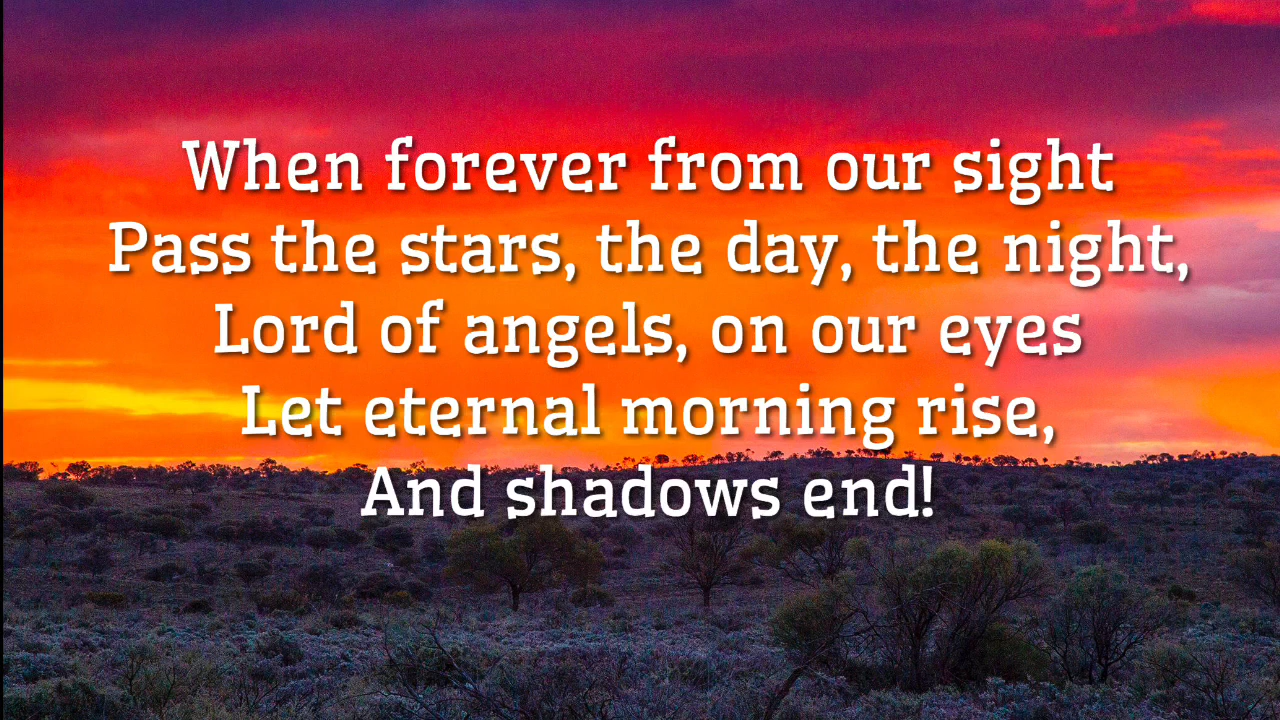 When forever from our sight
Pass the stars, the day, the night,
Lord of angels, on our eyes
Let eternal morning rise,
And shadows end!